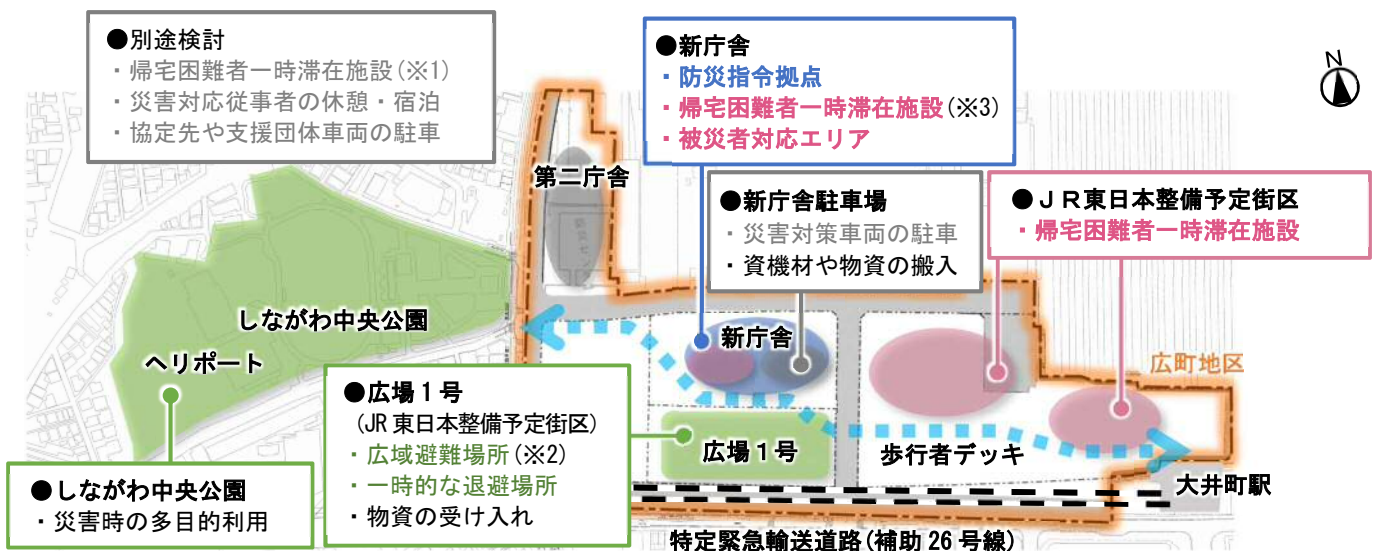 ●別途検討
・帰宅困難者一時滞在施設(※1)
・災害対応従事者の休憩・宿泊
・協定先や支援団体車両の駐車
●新庁舎
・防災指令拠点
・帰宅困難者一時滞在施設(※3)
・被災者対応エリア
N
第二庁舎
●新庁舎駐車場
・災害対策車両の駐車
・資機材や物資の搬入
●JR東日本整備予定街区
・帰宅困難者一時滞在施設
しながわ中央公園
ヘリポート
新庁舎
広町地区
●広場1号
(JR東日本整備予定街区)
・広域避難場所(※2)
・一時的な退避場所
・物資の受け入れ
広場1号
歩行者デッキ
大井町駅
●しながわ中央公園
・災害時の多目的利用
特定緊急輸送道路(補助26号線)